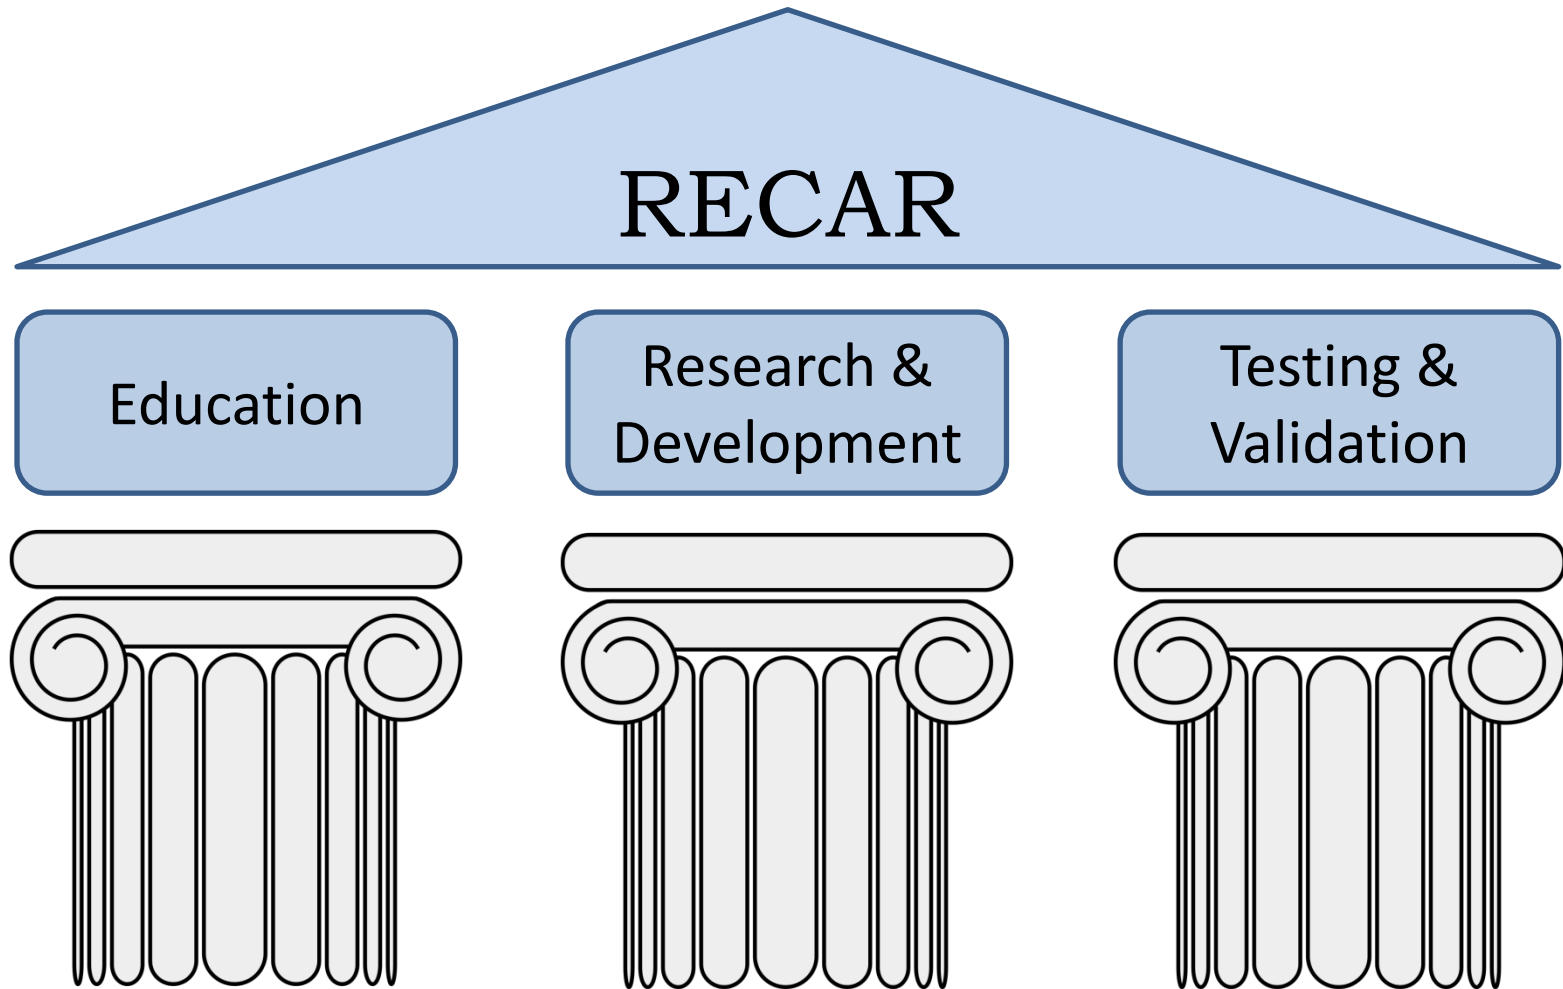 RECAR
Education
Research &
Development
Testing &
Validation